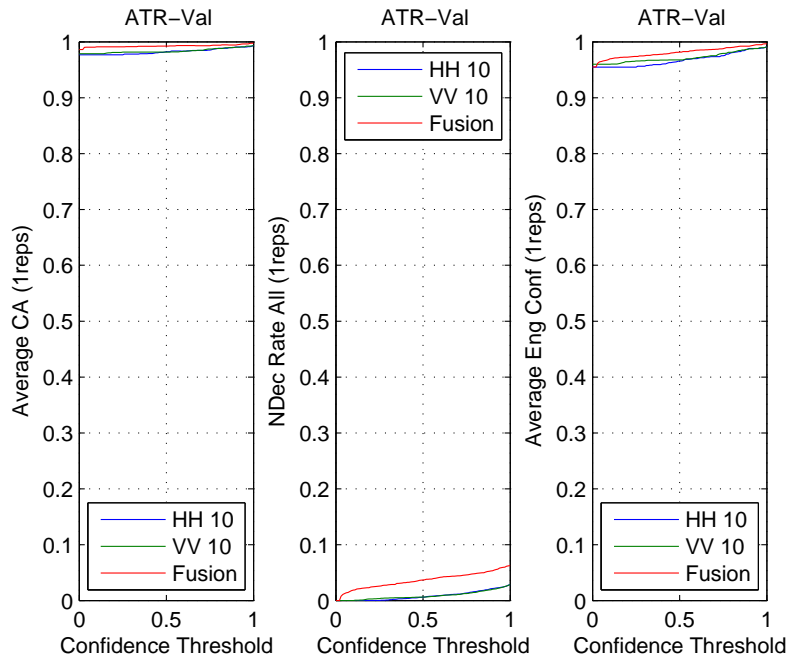 ATR−Val
Average CA (1reps)
1
0.9
0.8
0.7
0.6
0.5
0.4
0.3
0.2
0.1
0
HH 10
VV 10
Fusion
0 0.5 1
Confidence Threshold
ATR−Val
NDec Rate All (1reps)
1
0.9
0.8
0.7
0.6
0.5
0.4
0.3
0.2
0.1
0
HH 10
VV 10
Fusion
0 0.5 1
Confidence Threshold
ATR−Val
Average Eng Conf (1reps)
1
0.9
0.8
0.7
0.6
0.5
0.4
0.3
0.2
0.1
0
HH 10
VV 10
Fusion
0 0.5 1
Confidence Threshold